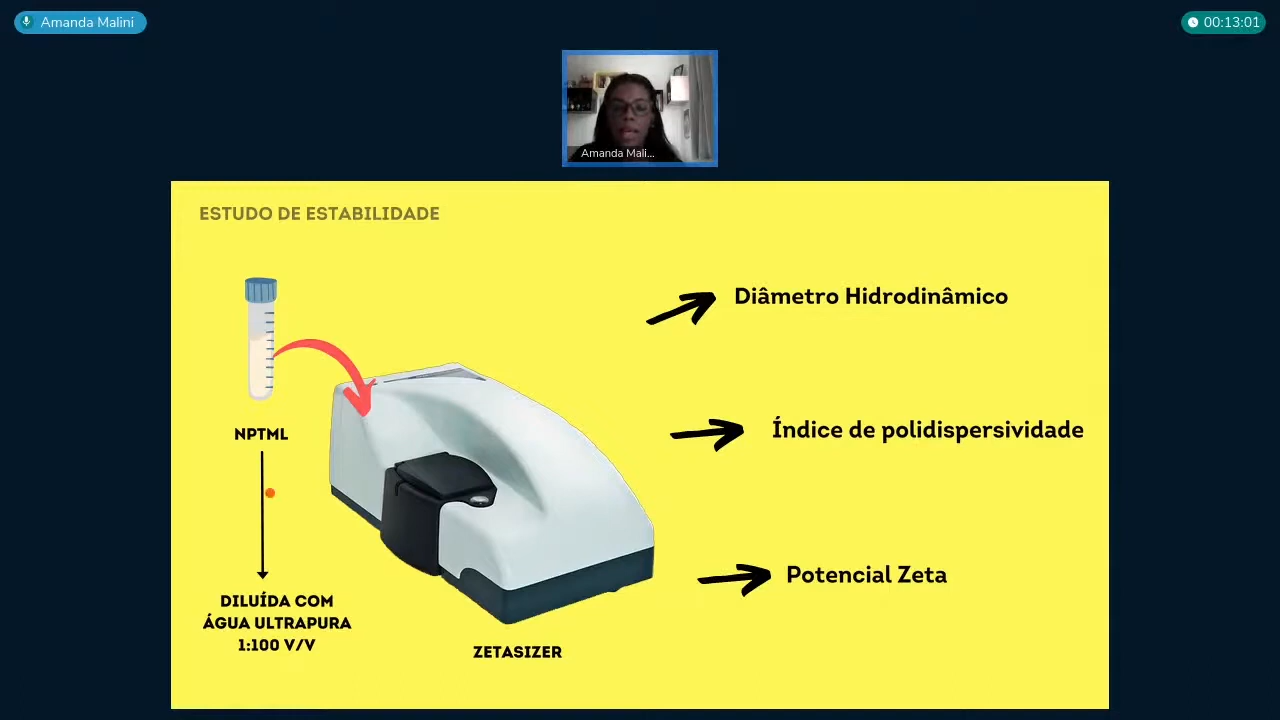 Amanda Malini
00:13:01
Amanda Mali...
ESTUDO DE ESTABILIDADE
Diâmetro Hidrodinâmico
Índice de polidispersividade
NPTML
Potencial Zeta
DILUÍDA COM
ÁGUA ULTRAPURA
1:100 V/V
ZETASIZER